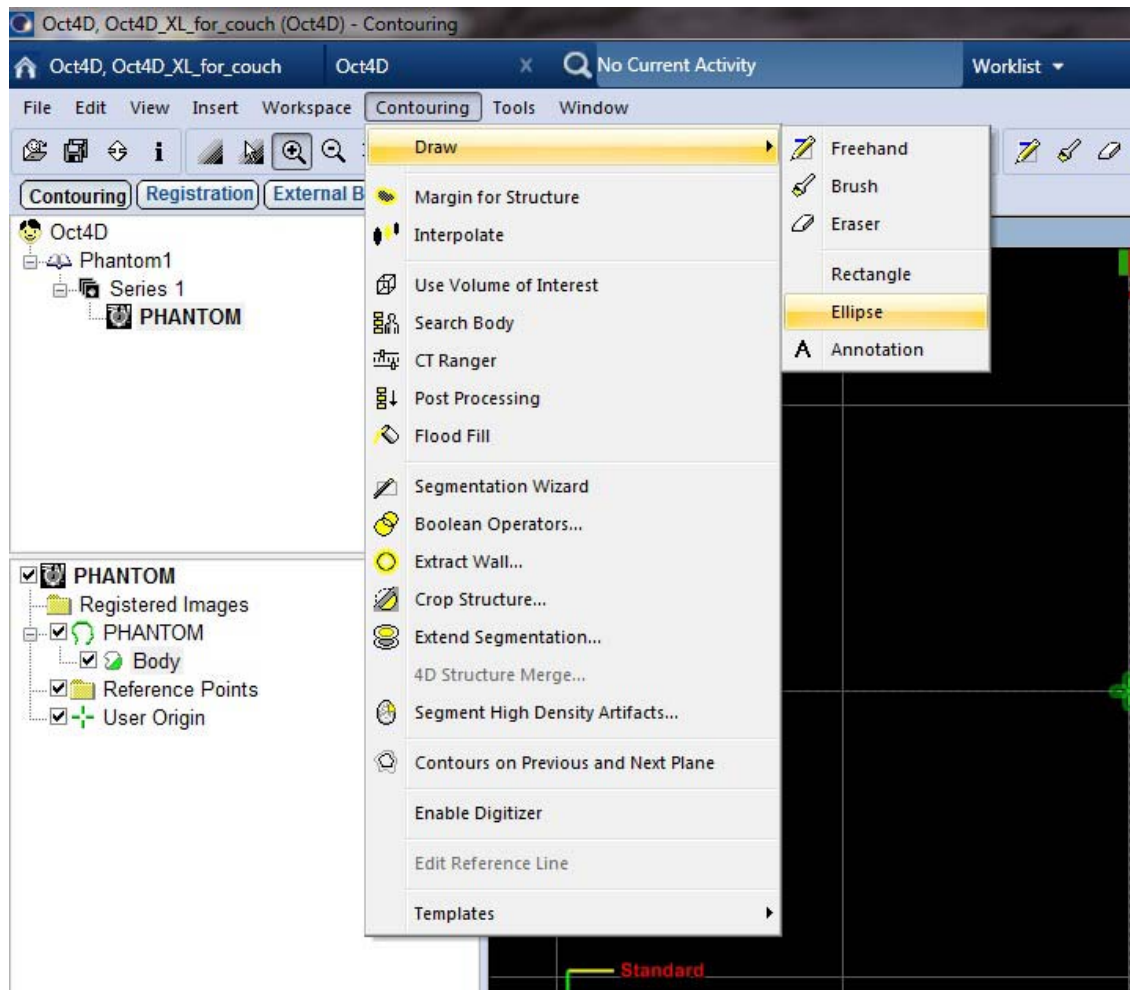 Oct4D, Oct4D_XL_for_couch (Oct4D) - Contouring
Oct4D, Oct4D_XL_for_couch Oct4D x No Current Activity Worklist
File Edit View Insert Workspace Contouring Tools Window
Contouring Registration External B
Oct4D
Phantom1
Series 1
PHANTOM
PHANTOM
Registered Images
PHANTOM
Body
Reference Points
User Origin
Draw
Margin for Structure
Interpolate
Use Volume of Interest
Search Body
CT Ranger
Post Processing
Flood Fill
Segmentation Wizard
Boolean Operators...
Extract Wall...
Crop Structure...
Extend Segmentation...
4D Structure Merge...
Segment High Density Artifacts...
Contours on Previous and Next Plane
Enable Digitizer
Edit Reference Line
Templates
Freehand
Brush
Eraser
Rectangle
Ellipse
A Annotation
Standard